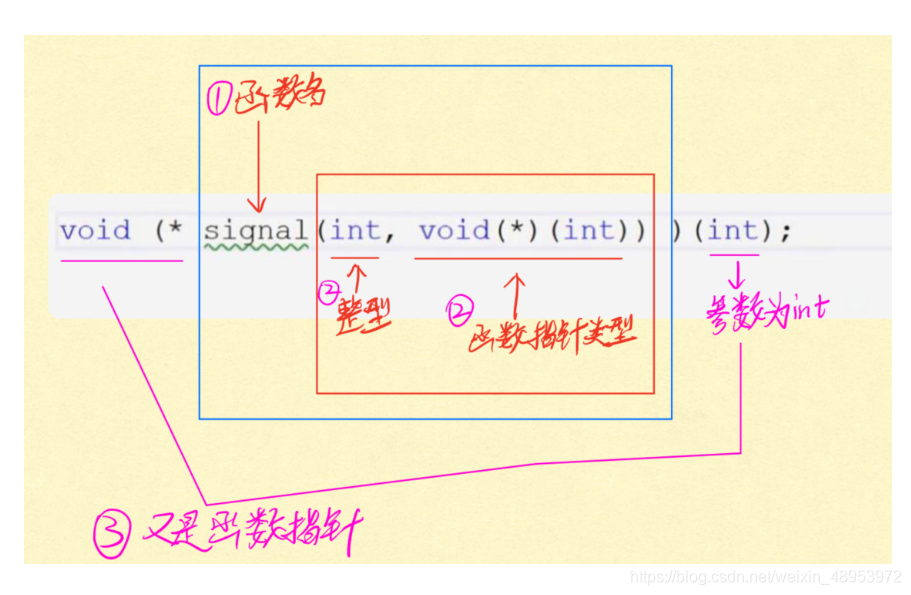 ①函数名
void (* signal(int, void(*)(int)) )(int);
②整型
②函数指针类型
参数为int
③又是函数指针
https://blog.csdn.net/weixin_48953972